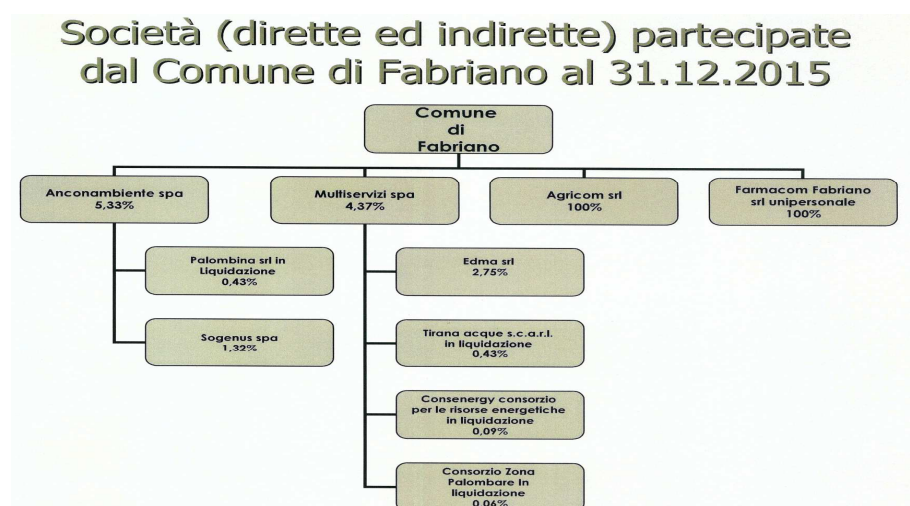 Società (dirette ed indirette) partecipate
dal Comune di Fabriano al 31.12.2015
Comune
di
Fabriano
Anconambiente spa
5,33%
Multiservizi spa
4,37%
Agricom srl
100%
Farmacom Fabriano
srl unipersonale
100%
Palombina srl in
Liquidazione
0,43%
Sogenus spa
1,32%
Edma srl
2,75%
Tirana acque s.c.a.r.l.
in liquidazione
0,43%
Consenergy consorzio
per le risorse energetiche
in liquidazione
0,09%
Consorzio Zona
Palombare In
liquidazione
0,06%